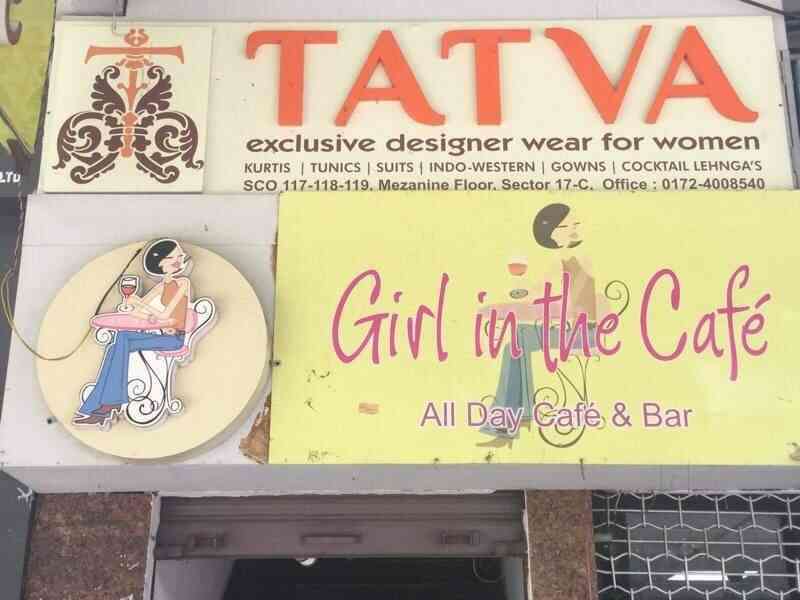 TATVA
exclusive designer wear for women
KURTIS | TUNICS | SUITS | INDO-WESTERN | GOWNS | COCKTAIL LEHNGA'S
SCO 117-118-119, Mezanine Floor, Sector 17-C, Office : 0172-4008540
LTD
Girl in the Café
All Day Café & Bar